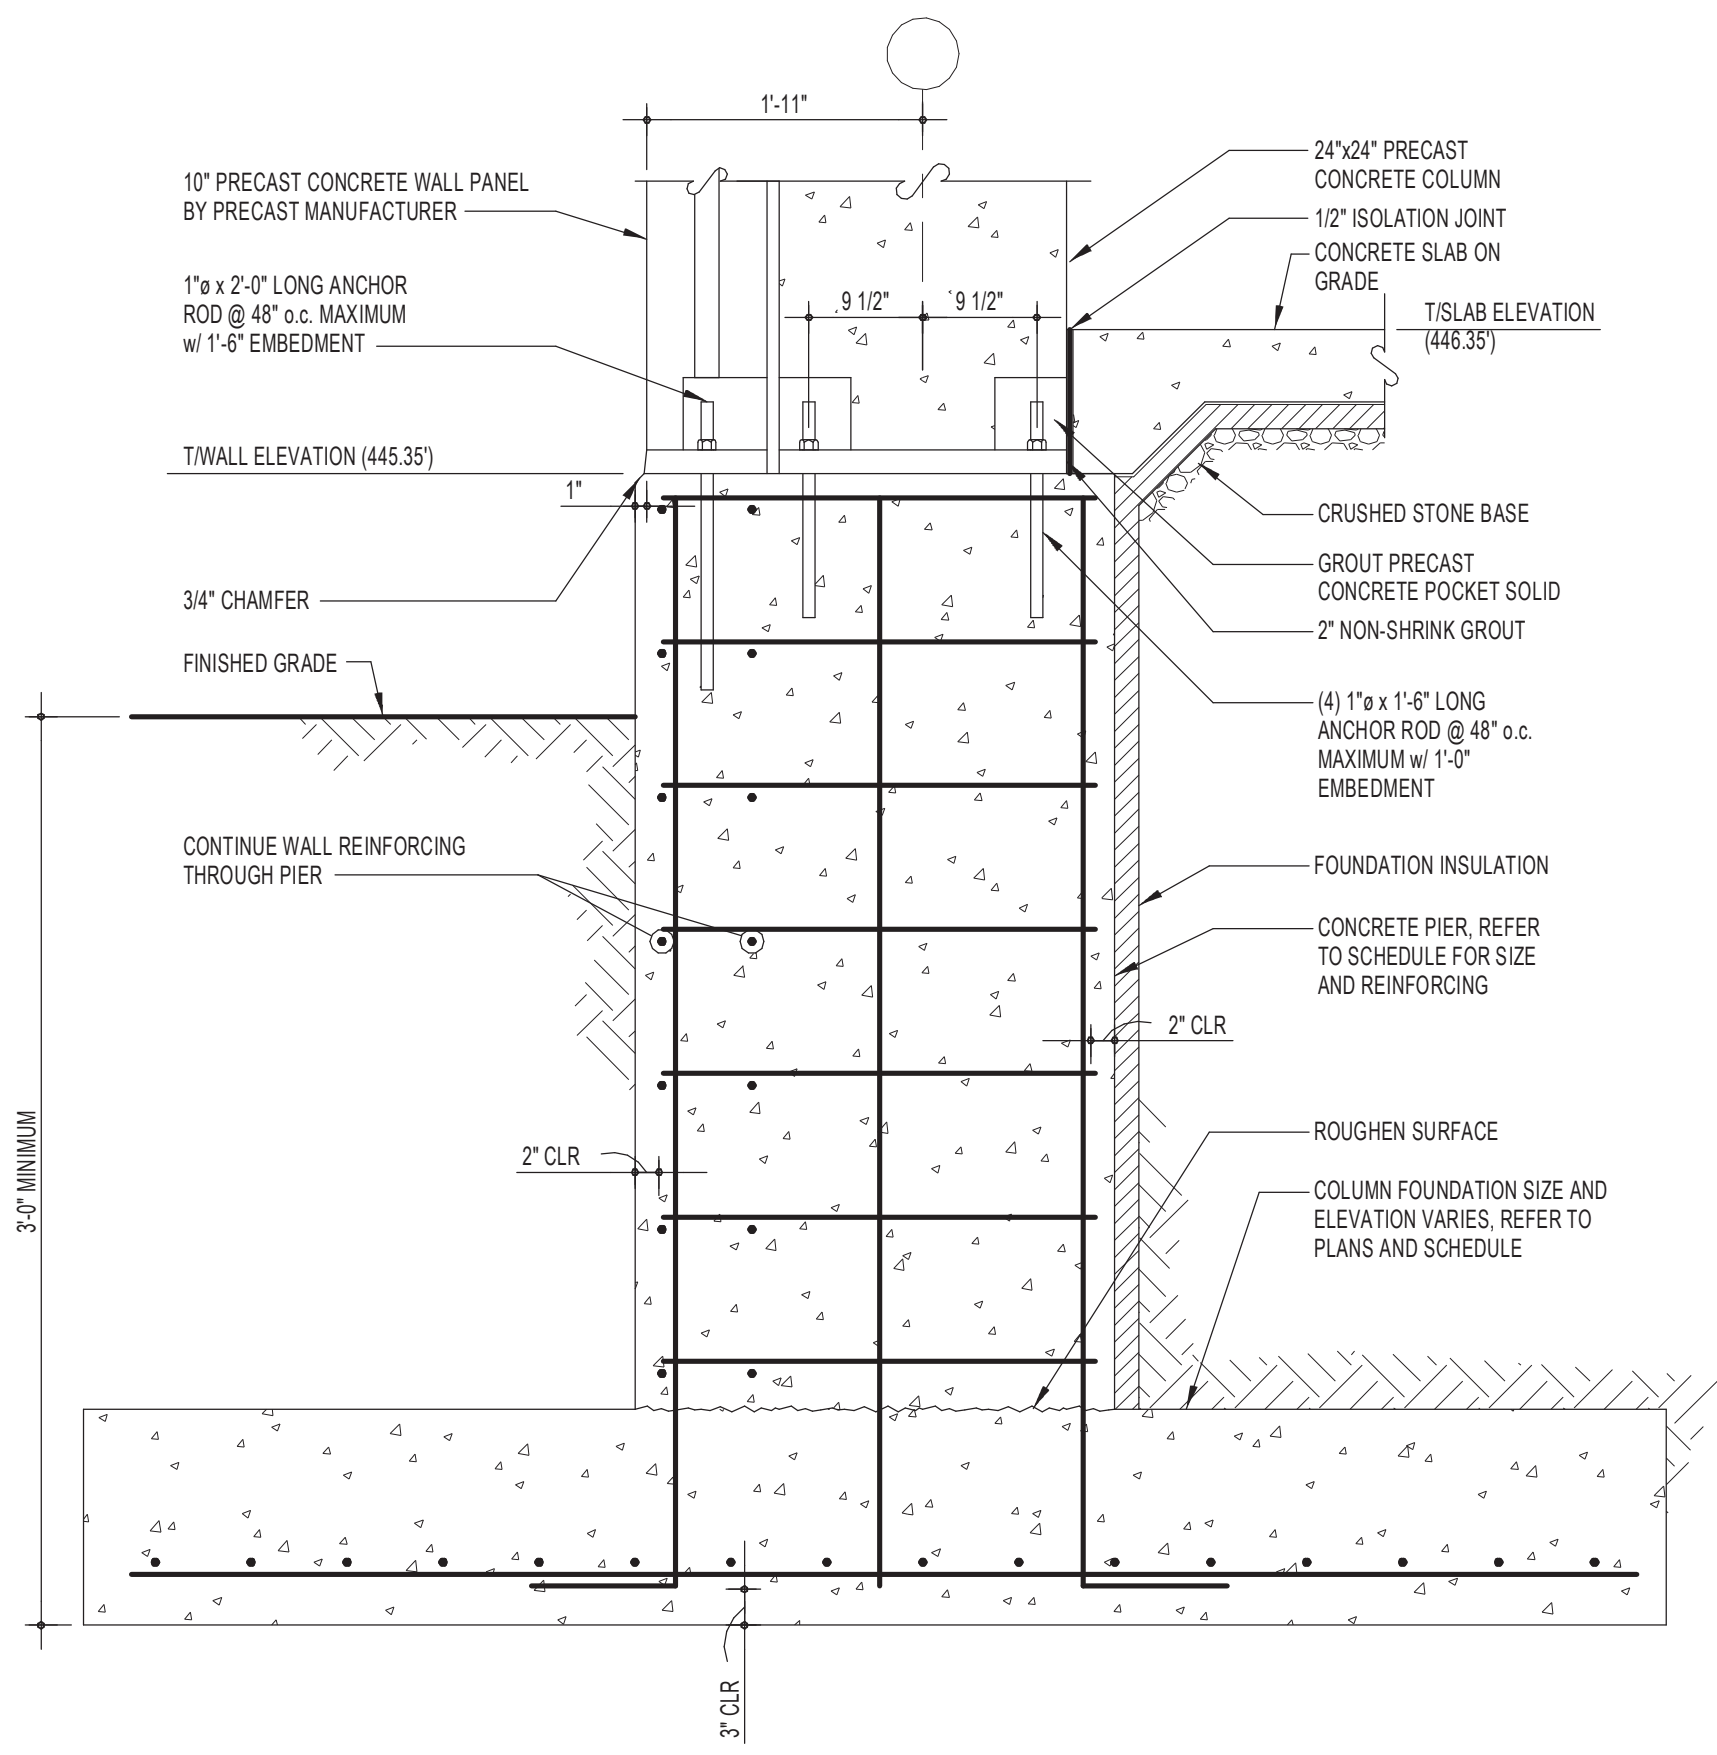 1'-11"
10" PRECAST CONCRETE WALL PANEL
BY PRECAST MANUFACTURER
1"ø x 2'-0" LONG ANCHOR
ROD @ 48" o.c. MAXIMUM
w/ 1'-6" EMBEDMENT
T/WALL ELEVATION (445.35')
1"
3/4" CHAMFER
FINISHED GRADE
CONTINUE WALL REINFORCING
THROUGH PIER
2" CLR
3'-0" MINIMUM
3" CLR
9 1/2"
9 1/2"
24"x24" PRECAST
CONCRETE COLUMN
1/2" ISOLATION JOINT
CONCRETE SLAB ON
GRADE
T/SLAB ELEVATION
(446.35')
CRUSHED STONE BASE
GROUT PRECAST
CONCRETE POCKET SOLID
2" NON-SHRINK GROUT
(4) 1"ø x 1'-6" LONG
ANCHOR ROD @ 48" o.c.
MAXIMUM w/ 1'-0"
EMBEDMENT
FOUNDATION INSULATION
CONCRETE PIER, REFER
TO SCHEDULE FOR SIZE
AND REINFORCING
2" CLR
ROUGHEN SURFACE
COLUMN FOUNDATION SIZE AND
ELEVATION VARIES, REFER TO
PLANS AND SCHEDULE